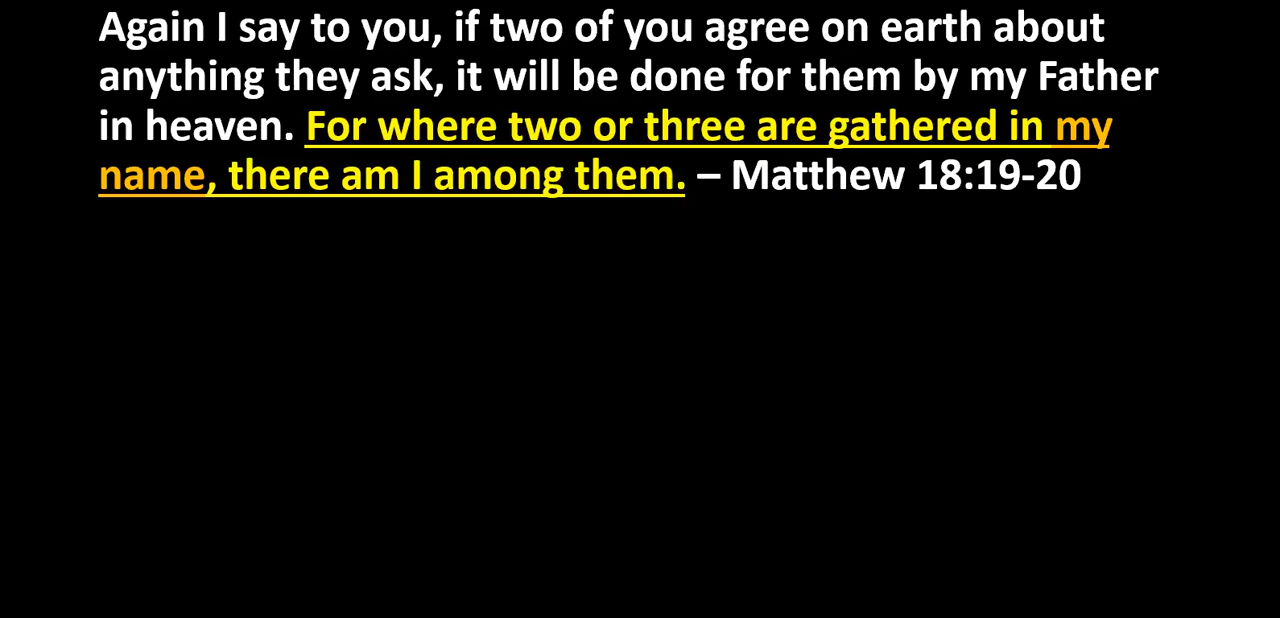 Again I say to you, if two of you agree on earth about
anything they ask, it will be done for them by my Father
in heaven. For where two or three are gathered in my
name, there am I among them. – Matthew 18:19-20